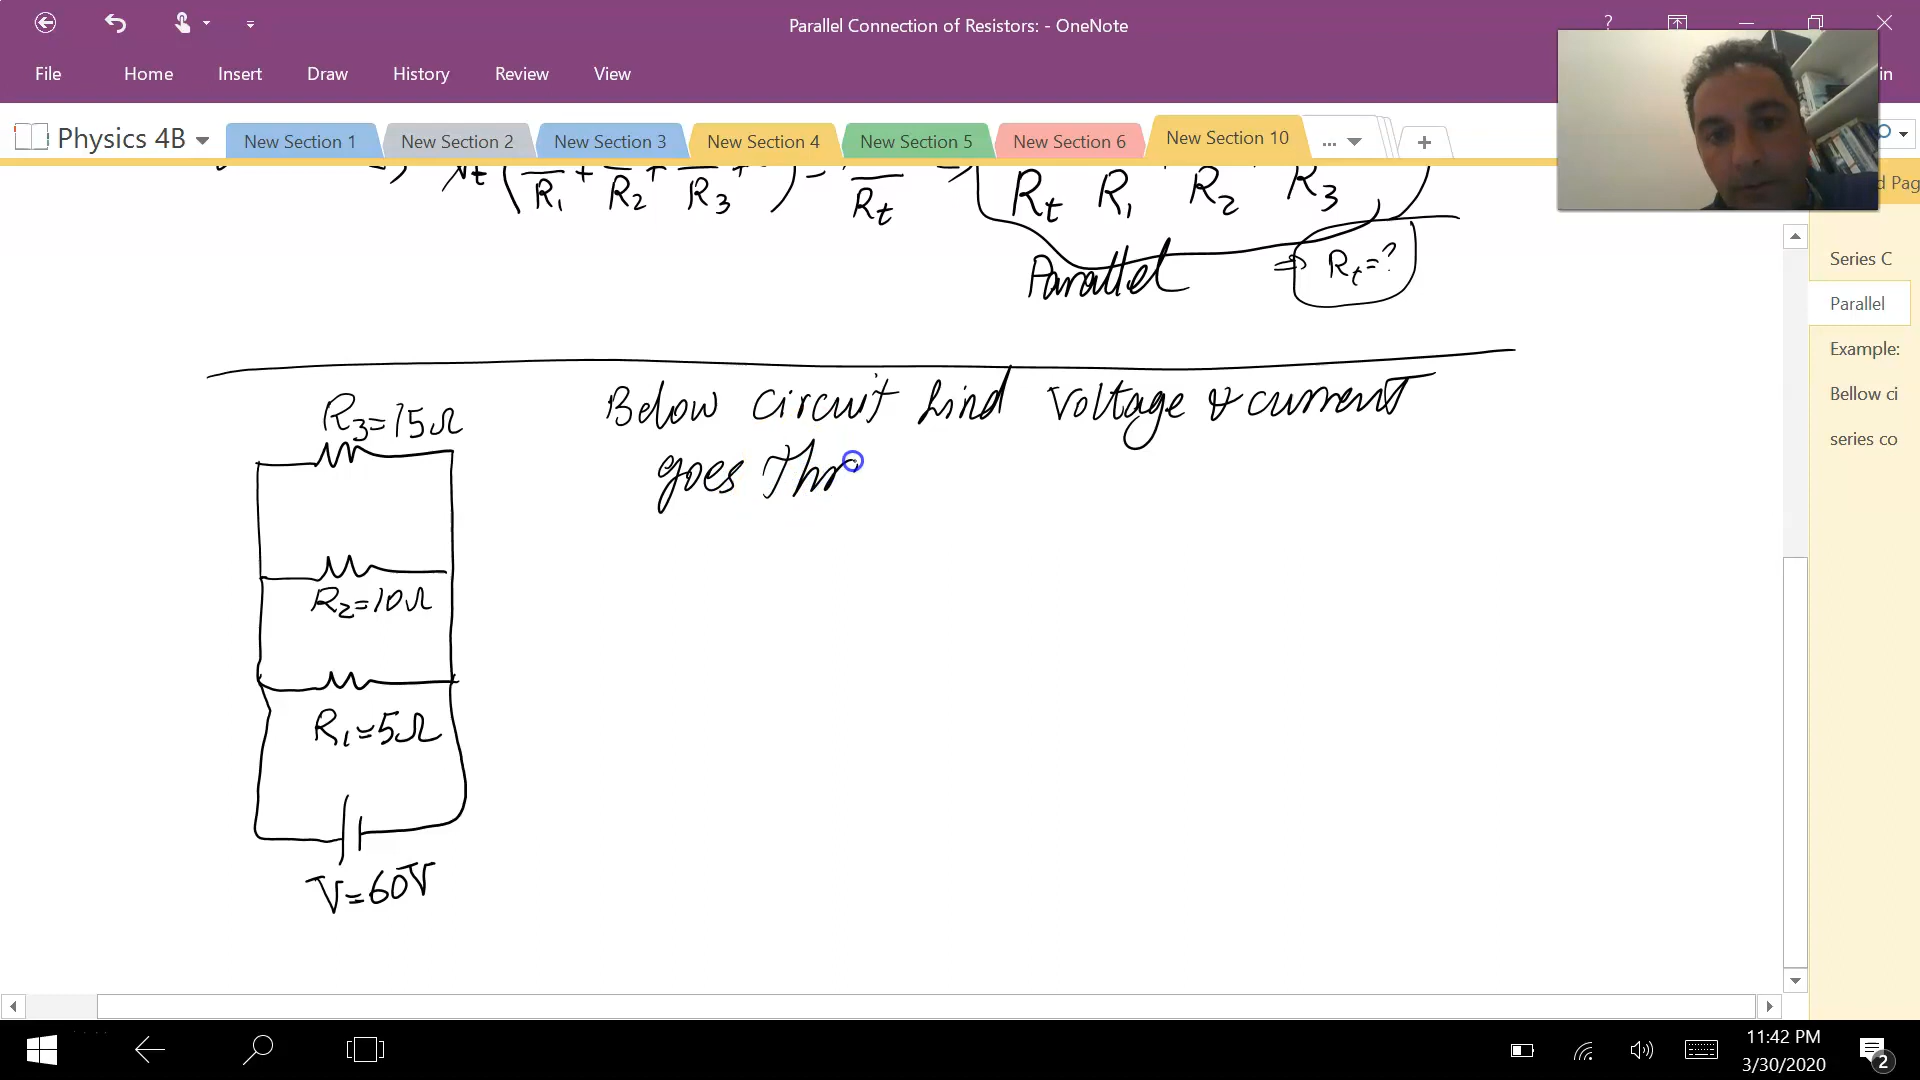 Parallel Connection of Resistors: - OneNote
?
File Home Insert Draw History Review View
in
Physics 4B
New Section 1 New Section 2 New Section 3 New Section 4 New Section 5 New Section 6 New Section 10 ... +
d Pag
R1 + R2 + R3 + Rt Rt R1 R2 R3
Parallel ⇒ Rt=?
Series C
Parallel
Example:
Bellow ci
series co
Below circuit find Voltage & current
goes Thr
R3=15Ω
R2=10Ω
R1=5Ω
V=60V
11:42 PM
3/30/2020
2